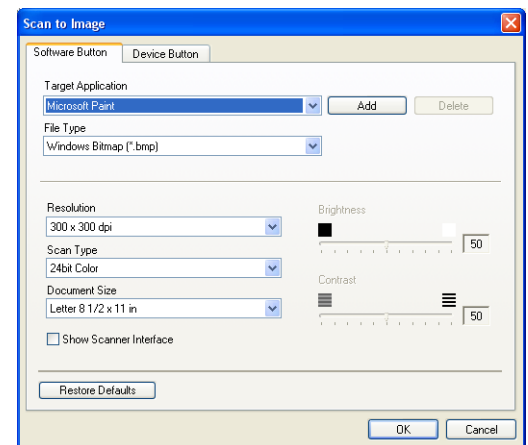 Scan to Image
Software Button Device Button
Target Application
Microsoft Paint Add Delete
File Type
Windows Bitmap (*.bmp)
Resolution Brightness
300 x 300 dpi
50
Scan Type
24bit Color
Contrast
Document Size
Letter 8 1/2 x 11 in
50
Show Scanner Interface
Restore Defaults
OK Cancel